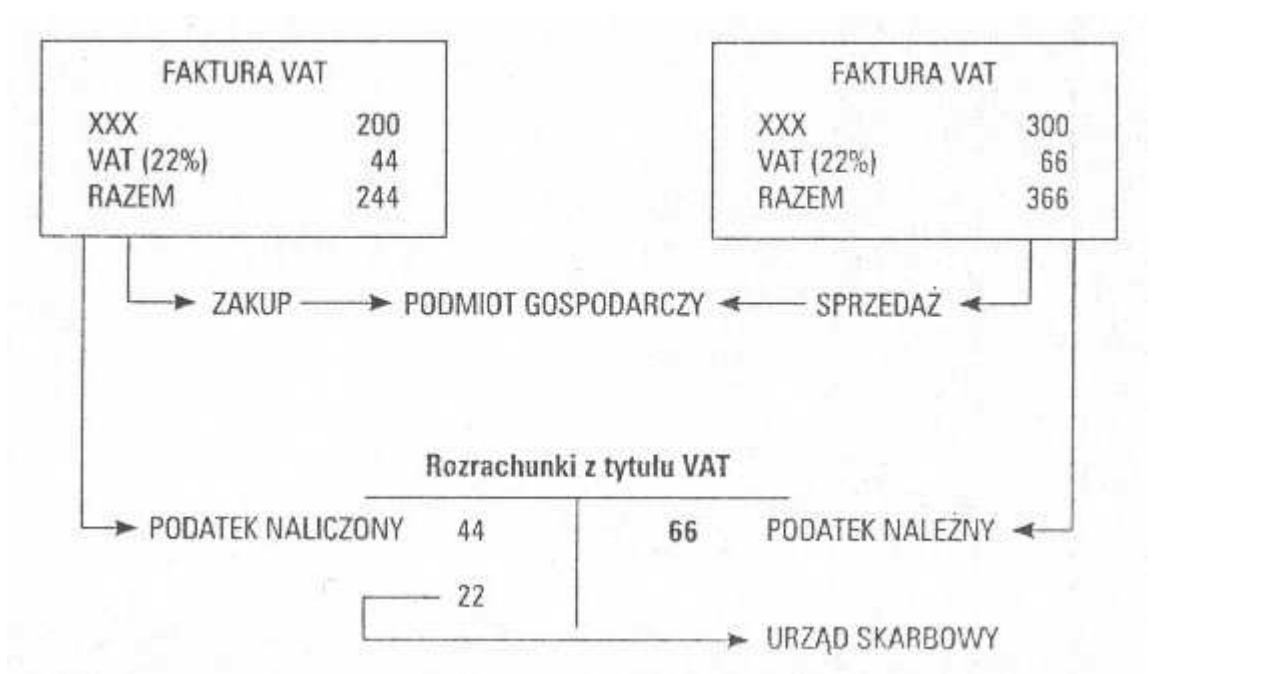 FAKTURA VAT
XXX 200
VAT (22%) 44
RAZEM 244
FAKTURA VAT
XXX 300
VAT (22%) 66
RAZEM 366
ZAKUP PODMIOT GOSPODARCZY SPRZEDAŻ
Rozrachunki z tytułu VAT
PODATEK NALICZONY 44 66 PODATEK NALEŻNY
22
URZĄD SKARBOWY